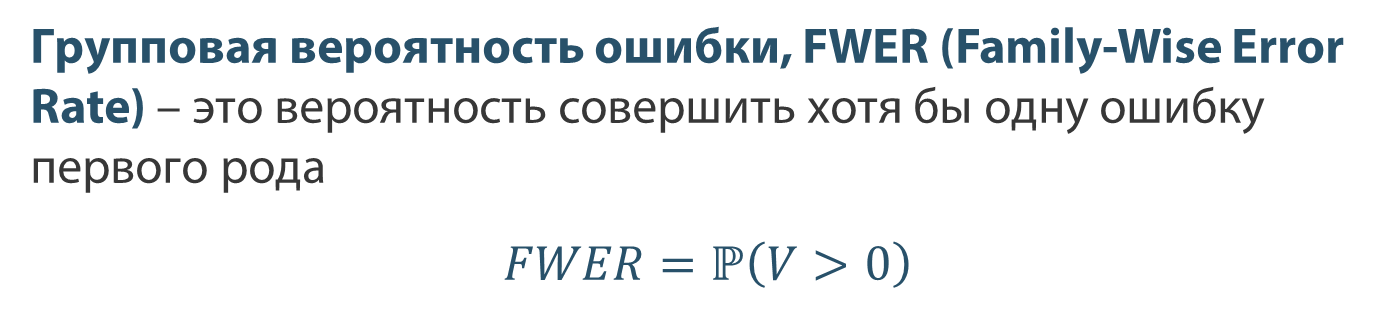 Групповая вероятность ошибки, FWER (Family-Wise Error
Rate) – это вероятность совершить хотя бы одну ошибку
первого рода
FWER = ℙ(V > 0)